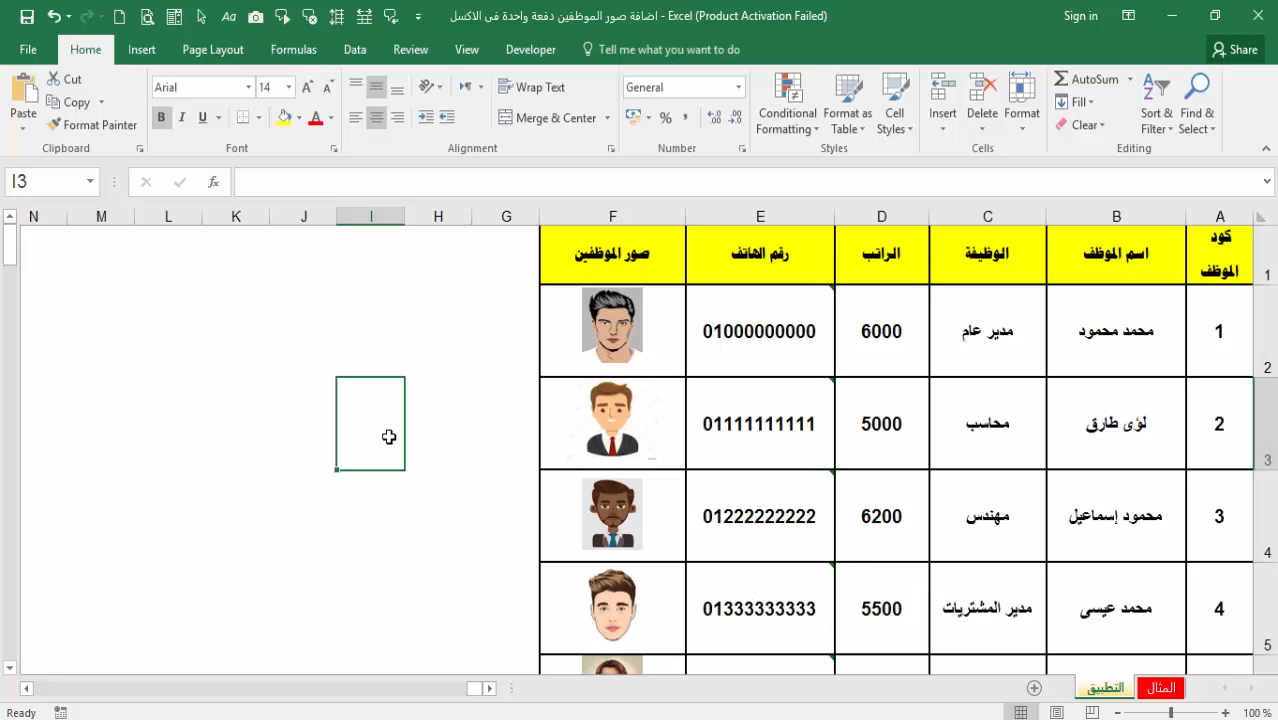 اضافة صور الموظفين دفعة واحدة فى الاكسل - Excel (Product Activation Failed)
Sign in
File Home Insert Page Layout Formulas Data Review View Developer Tell me what you want to do Share
Paste
Cut
Copy
Format Painter
Clipboard
Arial 14
B I U
Font
Wrap Text
Merge & Center
Alignment
General
%
Number
Conditional Formatting
Format as Table
Cell Styles
Styles
Insert
Delete
Format
Cells
AutoSum
Fill
Clear
Sort & Filter
Find & Select
Editing
I3
fx
N M L K J I H G F E D C B A
1 كود الموظف اسم الموظف الوظيفة الراتب رقم الهاتف صور الموظفين
2 1 محمد محمود مدير عام 6000 01000000000
3 2 لؤى طارق محاسب 5000 01111111111
4 3 محمود إسماعيل مهندس 6200 01222222222
5 4 محمد عيسى مدير المشتريات 5500 01333333333
المثال التطبيق
Ready
100 %